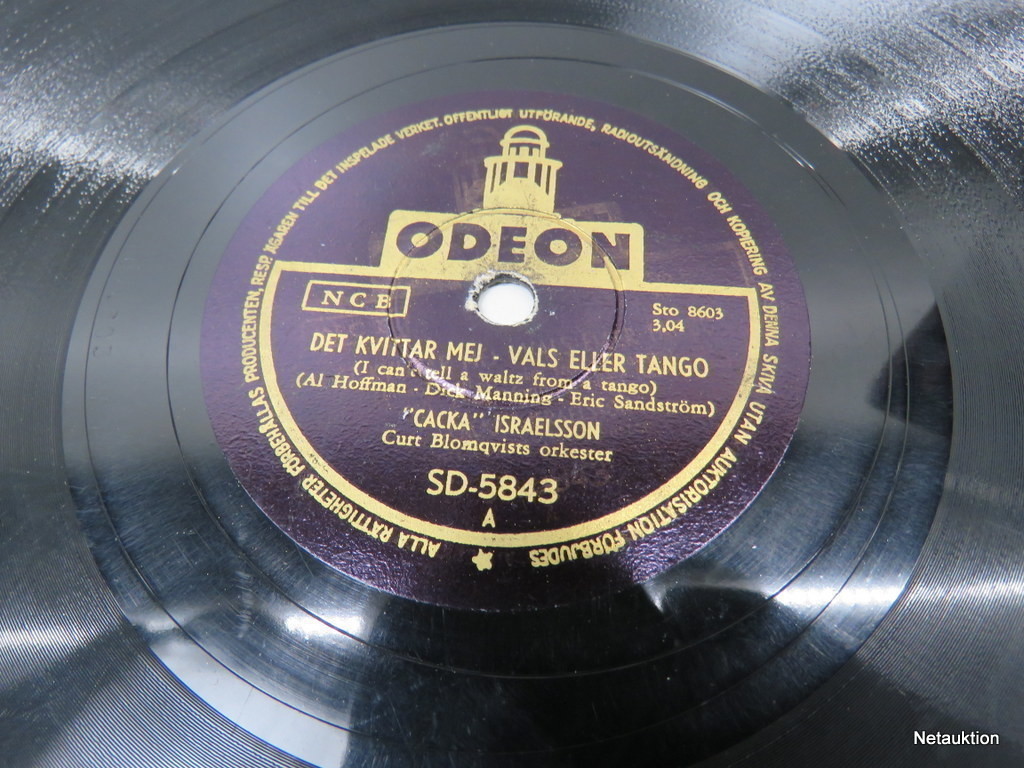 ALLA RÄTTIGHETER FÖRBEHÅLLAS PRODUCENTEN, RESP. ÄGAREN TILL DET INSPELADE VERKET. OFFENTLIGT UTFÖRANDE, RADIOUTSÄNDNING OCH KOPIERING AV DENNA SKIVA UTAN AUKTORISATION FÖRBJUDES
ODEON
NCB
Sto 8603
3,04
DET KVITTAR MEJ - VALS ELLER TANGO
(I can't tell a waltz from a tango)
(Al Hoffman - Dick Manning - Eric Sandström)
"CACKA" ISRAELSSON
Curt Blomqvists orkester
SD-5843
A
Netauktion